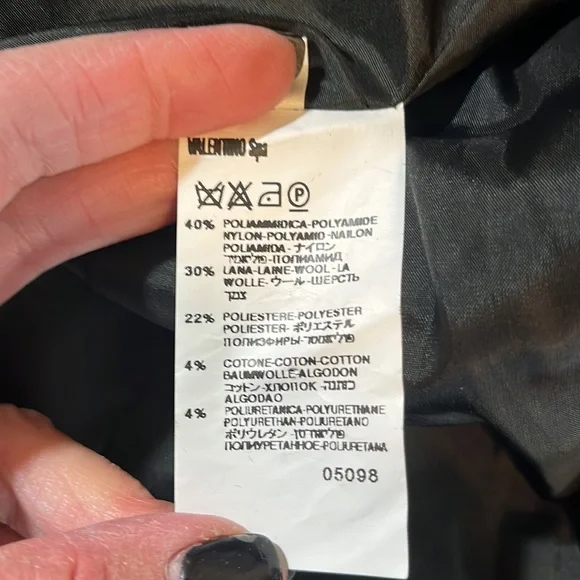 VALENTINO SpA
P
40% POLIAMMIDICA-POLYAMIDE
NYLON-POLYAMID-NAILON
POLIAMIDA- ナイロン
-ПОЛИАМИД
30% LANA-LAINE-WOOL-LA
WOLLE-ウール-ШЕРСТЬ
צמר
22% POLIESTERE-POLYESTER
POLIESTER- ポリエステル
ПОЛИЭФИРЫ-פוליאסטר
4% COTONE-COTON-COTTON
BAUMWOLLE-ALGODON
コットン-ХЛОПОК-כותנה
ALGODAO
4% POLIURETANICA-POLYURETHANE
POLYURETHAN-POLIURETANO
ポリウレタン-
ПОЛИУРЕТАННОЕ-POLIURETANA
05098